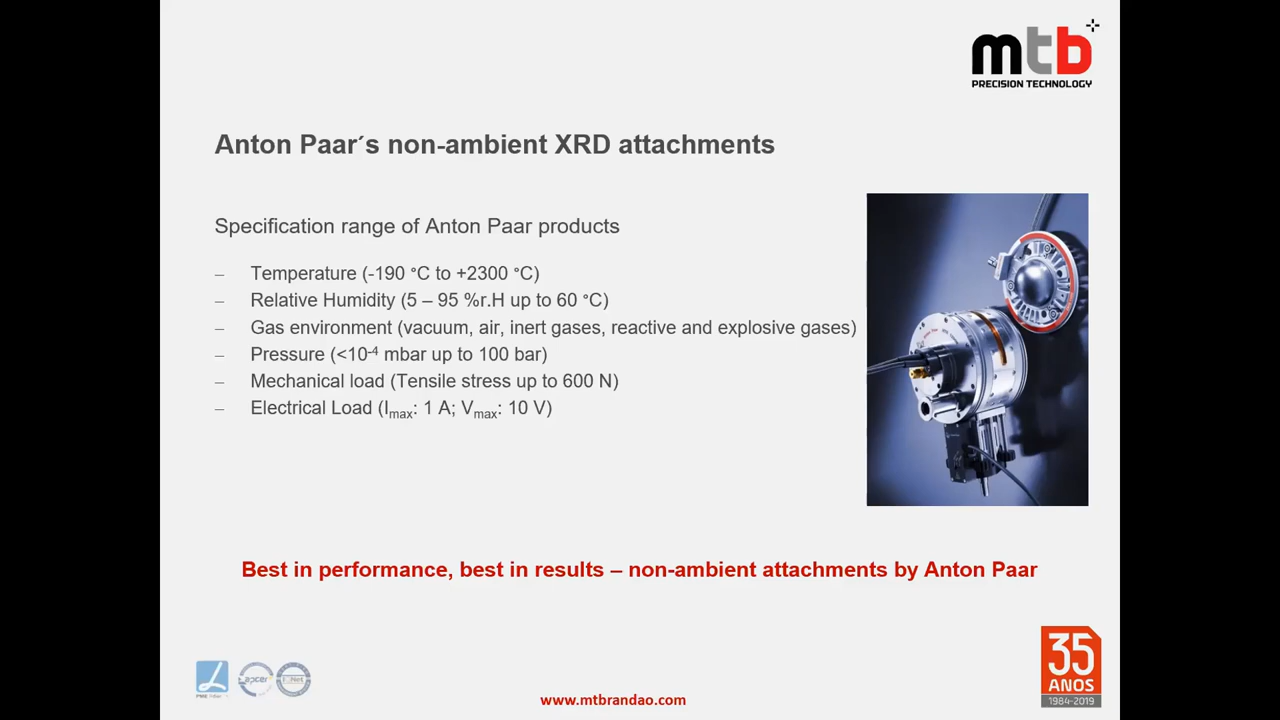 mtb
PRECISION TECHNOLOGY
Anton Paar´s non-ambient XRD attachments
Specification range of Anton Paar products
– Temperature (-190 °C to +2300 °C)
– Relative Humidity (5 – 95 %r.H up to 60 °C)
– Gas environment (vacuum, air, inert gases, reactive and explosive gases)
– Pressure (<10⁻⁴ mbar up to 100 bar)
– Mechanical load (Tensile stress up to 600 N)
– Electrical Load (Imax: 1 A; Vmax: 10 V)
Best in performance, best in results – non-ambient attachments by Anton Paar
apcer
www.mtbrandao.com
35
ANOS
1984-2019